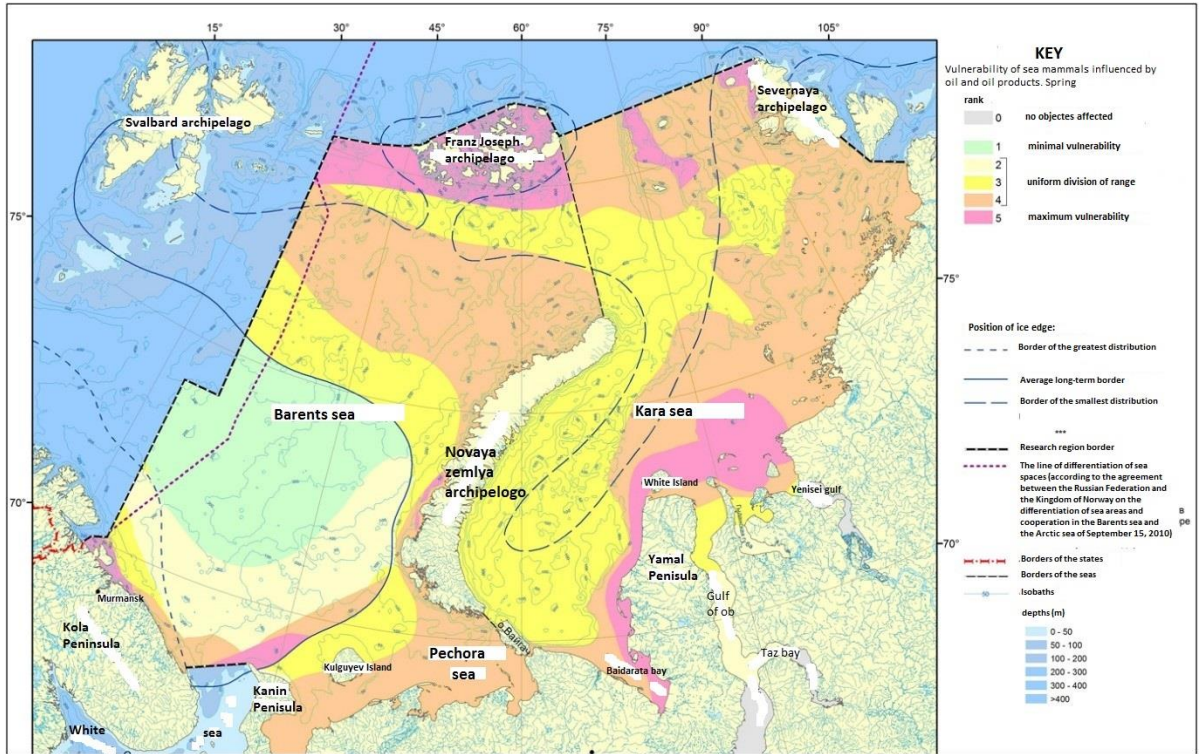 15°
30°
45°
60°
75°
90°
105°
KEY
Vulnerability of sea mammals influenced by
oil and oil products. Spring
rank
0 no objectes affected
1 minimal vulnerability
2
3 uniform division of range
4
5 maximum vulnerability
Severnaya
archipelago
Svalbard archipelago
Franz Joseph
archipelago
75°
75°
Position of ice edge:
Border of the greatest distribution
Average long-term border
Border of the smallest distribution
***
Research region border
The line of differentiation of sea
spaces (according to the agreement
between the Russian Federation and
the Kingdom of Norway on the
differentiation of sea areas and
cooperation in the Barents sea and
the Arctic sea of September 15, 2010)
в
ре
Borders of the states
Borders of the seas
50
Isobaths
depths (m)
0 - 50
50 - 100
100 - 200
200 - 300
300 - 400
>400
Barents sea
Kara sea
Novaya
zemlya
archipelogo
White Island
Yenisei gulf
70°
70°
Yamal
Penisula
Gulf
of ob
Murmansk
Kola
Peninsula
о.Вайгач
Pechora
sea
Kulguyev Island
Baidarata bay
Taz bay
Kanin
Penisula
White
sea